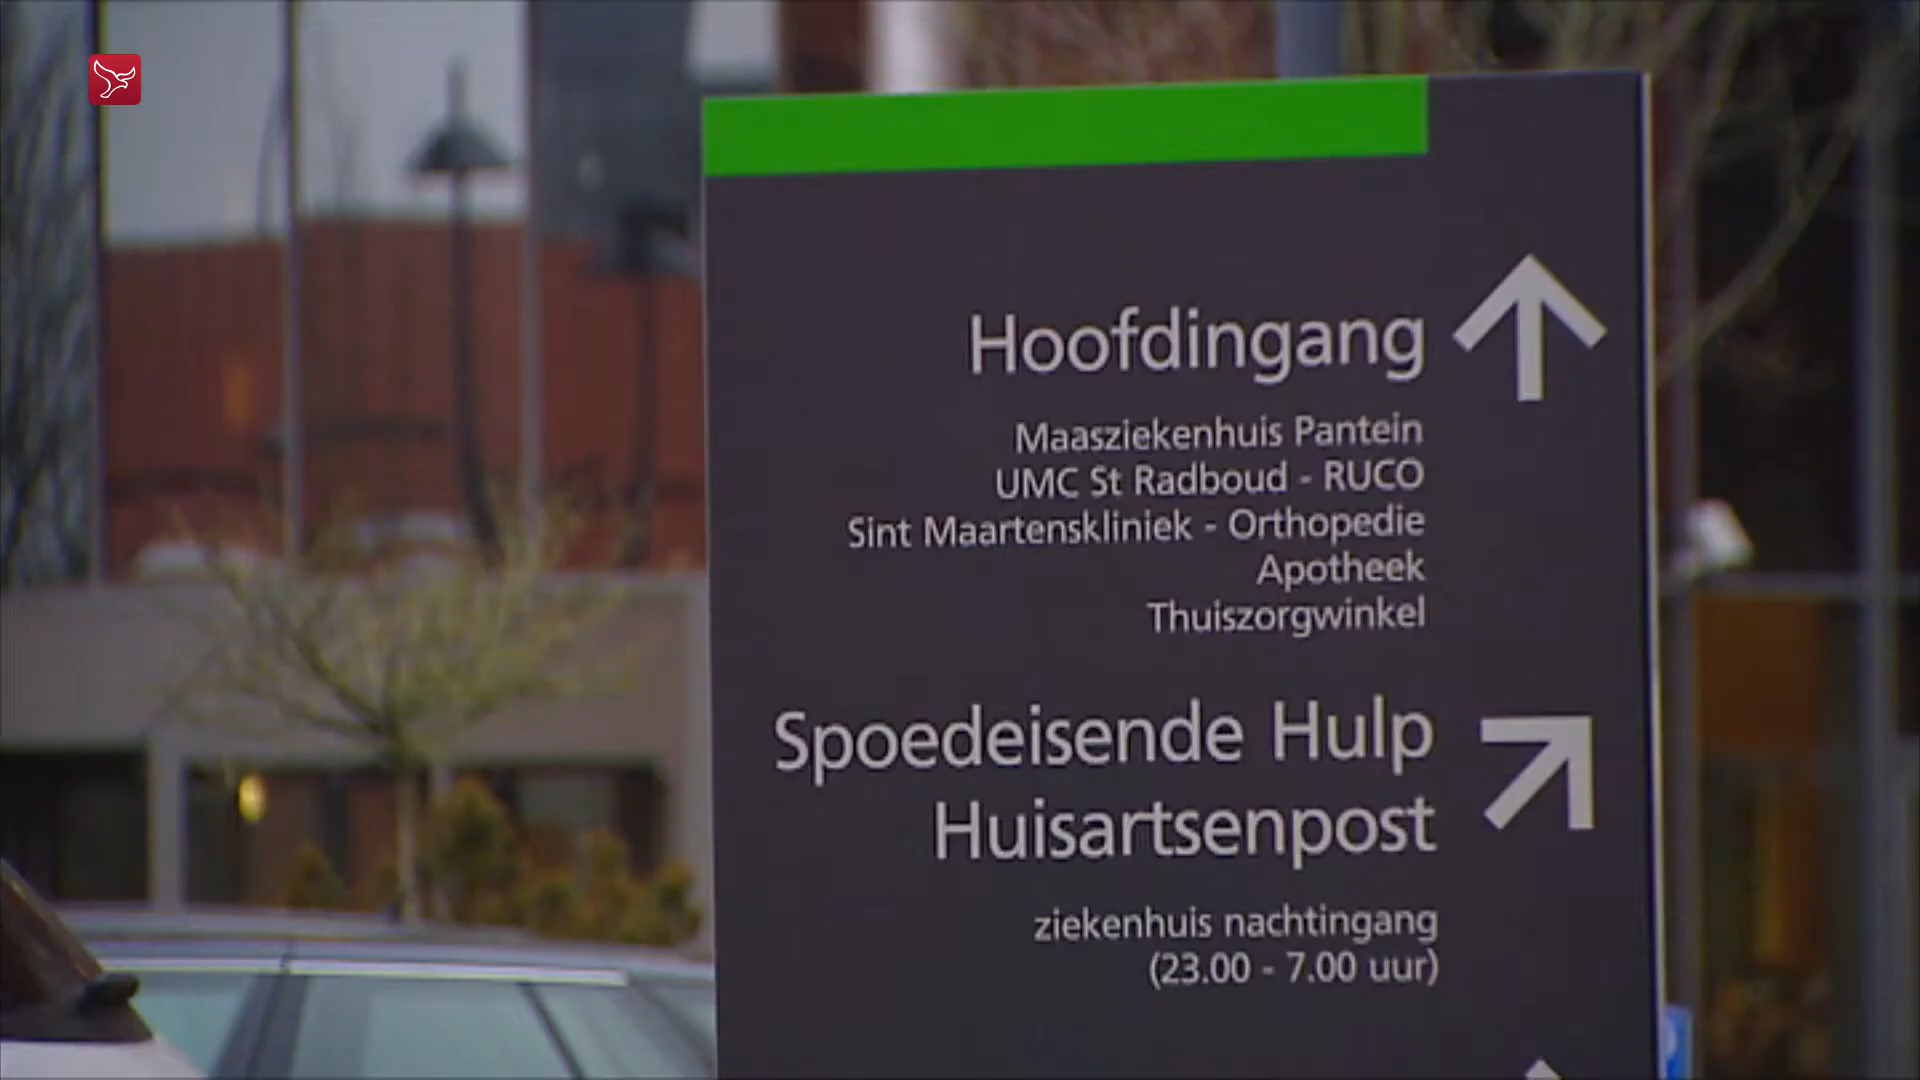 Hoofdingang
Maasziekenhuis Pantein
UMC St Radboud - RUCO
Sint Maartenskliniek - Orthopedie
Apotheek
Thuiszorgwinkel
Spoedeisende Hulp
Huisartsenpost
ziekenhuis nachtingang
(23.00 - 7.00 uur)